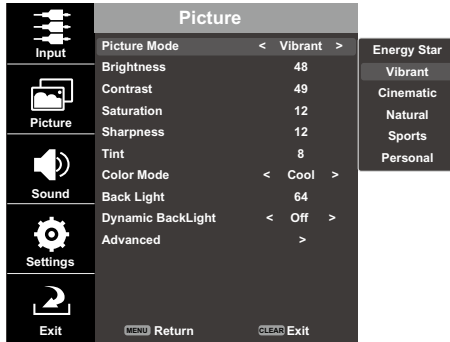 Picture
Input
Picture
Sound
Settings
Exit
Picture Mode < Vibrant >
Brightness 48
Contrast 49
Saturation 12
Sharpness 12
Tint 8
Color Mode < Cool >
Back Light 64
Dynamic BackLight < Off >
Advanced >
MENU Return CLEAR Exit
Energy Star
Vibrant
Cinematic
Natural
Sports
Personal